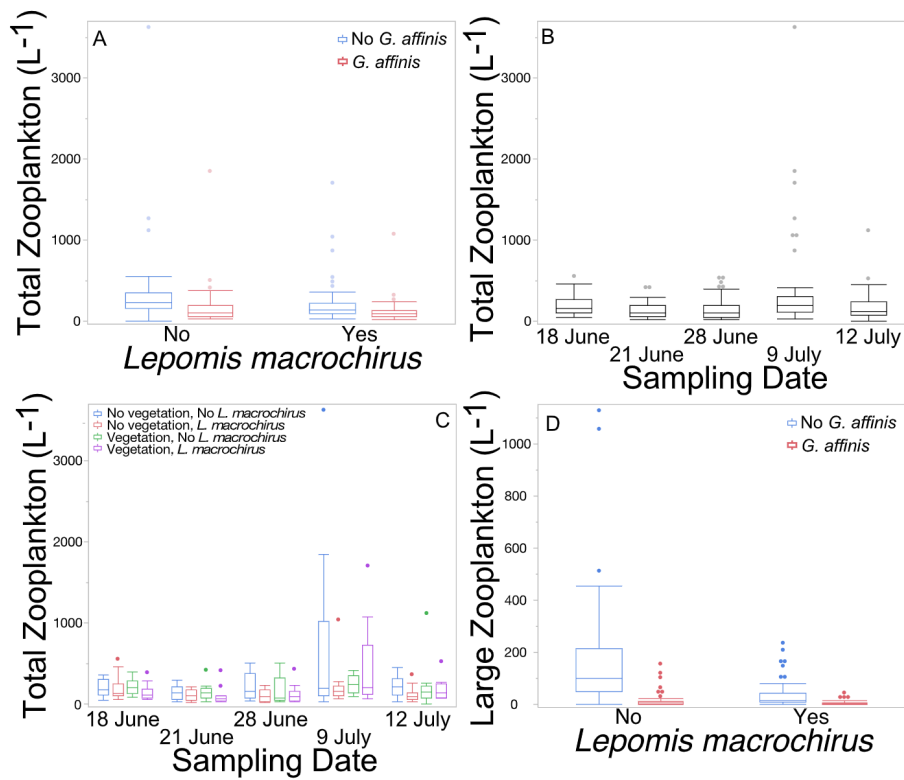 A
No G. affinis
G. affinis
Total Zooplankton (L-1)
3000
2000
1000
0
No
Yes
Lepomis macrochirus
B
Total Zooplankton (L-1)
3000
2000
1000
0
18 June
21 June
28 June
9 July
12 July
Sampling Date
C
No vegetation, No L. macrochirus
No vegetation, L. macrochirus
Vegetation, No L. macrochirus
Vegetation, L. macrochirus
Total Zooplankton (L-1)
3000
2000
1000
0
18 June
21 June
28 June
9 July
12 July
Sampling Date
D
No G. affinis
G. affinis
Large Zooplankton (L-1)
1000
800
600
400
200
0
No
Yes
Lepomis macrochirus